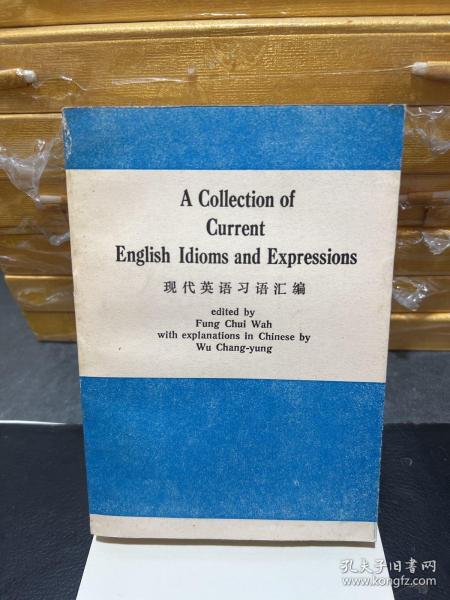 A Collection of
Current
English Idioms and Expressions
现代英语习语汇编
edited by
Fung Chui Wah
with explanations in Chinese by
Wu Chang-yung
孔夫子旧书网
www.kongfz.com